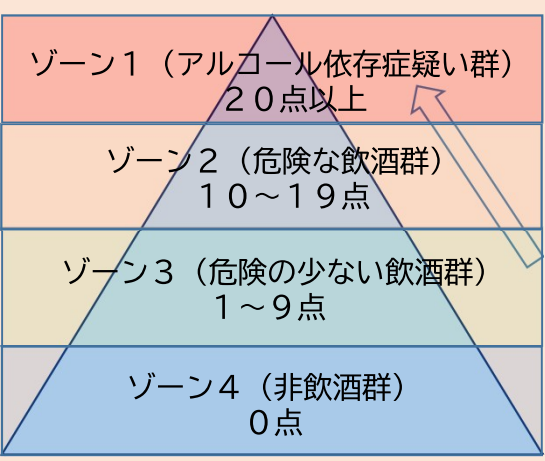 ゾーン１（アルコール依存症疑い群）
２０点以上
ゾーン２（危険な飲酒群）
１０～１９点
ゾーン３（危険の少ない飲酒群）
１～９点
ゾーン４（非飲酒群）
０点